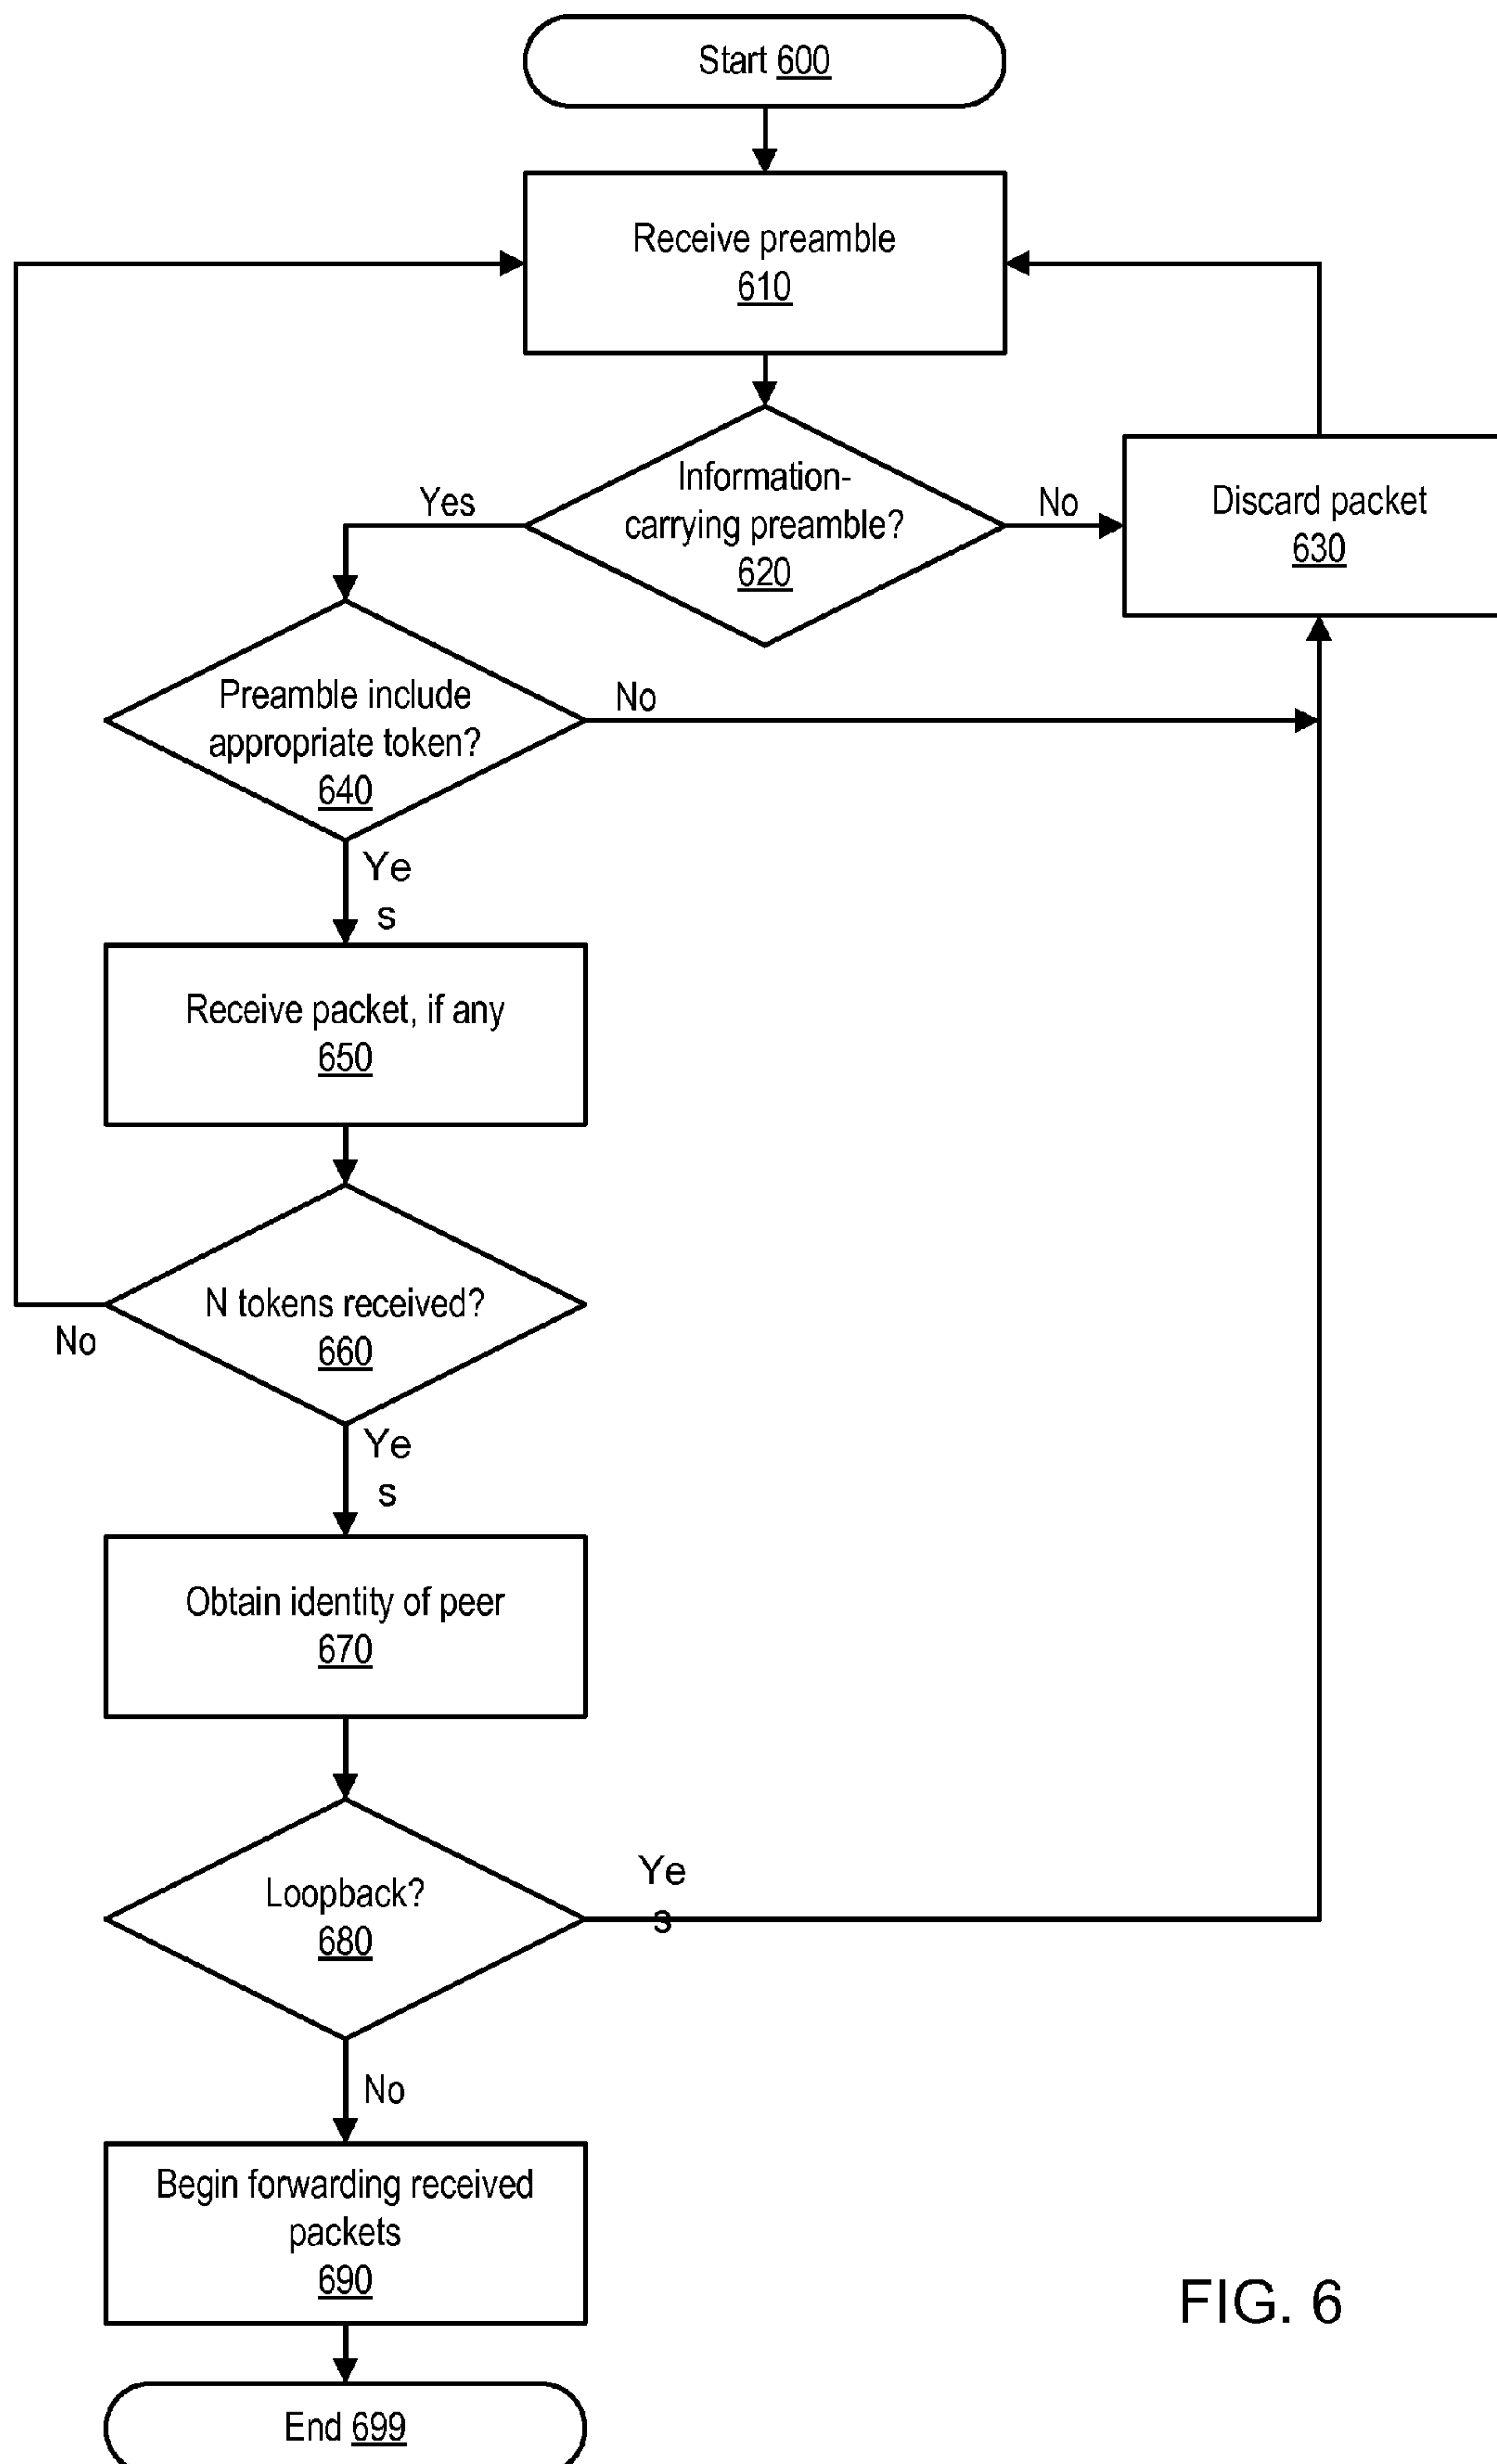 Start 600
Receive preamble
610
Information-
carrying preamble?
620
Yes
No
Discard packet
630
Preamble include
appropriate token?
640
No
Ye
s
Receive packet, if any
650
N tokens received?
660
No
Ye
s
Obtain identity of peer
670
Loopback?
680
Ye
s
No
Begin forwarding received
packets
690
End 699
FIG. 6